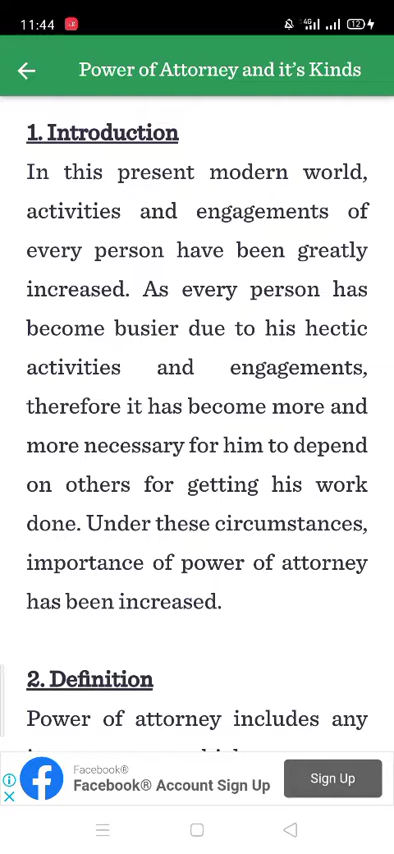 11:44
4G
12
Power of Attorney and it's Kinds
1. Introduction
In this present modern world,
activities and engagements of
every person have been greatly
increased. As every person has
become busier due to his hectic
activities and engagements,
therefore it has become more and
more necessary for him to depend
on others for getting his work
done. Under these circumstances,
importance of power of attorney
has been increased.
2. Definition
Power of attorney includes any
Facebook®
Facebook® Account Sign Up
Sign Up